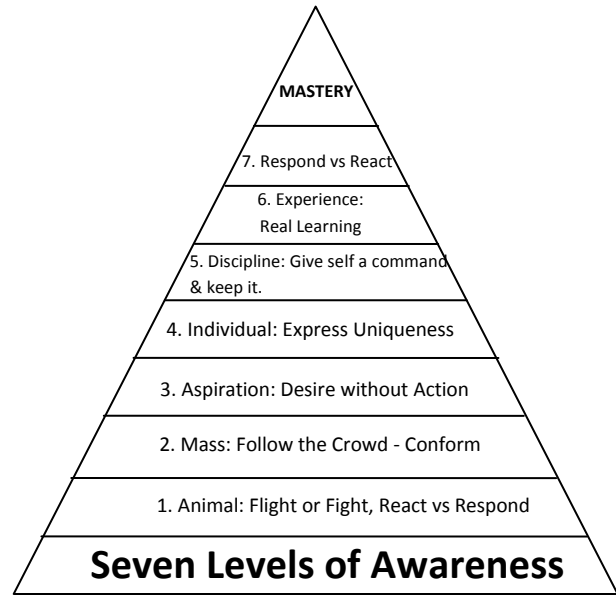 MASTERY
7. Respond vs React
6. Experience:
Real Learning
5. Discipline: Give self a command
& keep it.
4. Individual: Express Uniqueness
3. Aspiration: Desire without Action
2. Mass: Follow the Crowd - Conform
1. Animal: Flight or Fight, React vs Respond
Seven Levels of Awareness